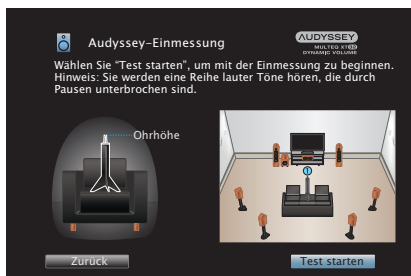 Audyssey-Einmessung
AUDYSSEY
MULTEQ XT32
DYNAMIC VOLUME
Wählen Sie “Test starten”, um mit der Einmessung zu beginnen.
Hinweis: Sie werden eine Reihe lauter Töne hören, die durch
Pausen unterbrochen sind.
Ohrhöhe
1
Zurück
Test starten